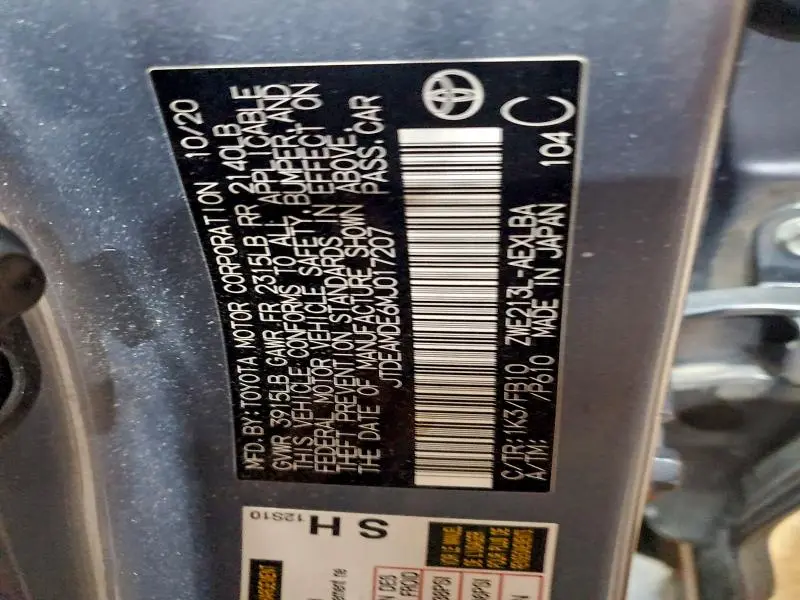 MFD. BY: TOYOTA MOTOR CORPORATION 10/20
GVWR 3915LB GAWR FR 2315LB RR 2140LB
THIS VEHICLE CONFORMS TO ALL APPLICABLE
FEDERAL MOTOR VEHICLE SAFETY, BUMPER, AND
THEFT PREVENTION STANDARDS IN EFFECT ON
THE DATE OF MANUFACTURE SHOWN ABOVE.
JTDEAMDE6MJ017207 PASS. CAR
C/TR: 1K3/FB10 ZWE213L-AEXLBA
A/TM: /P610 MADE IN JAPAN 104 C
12S10
S H